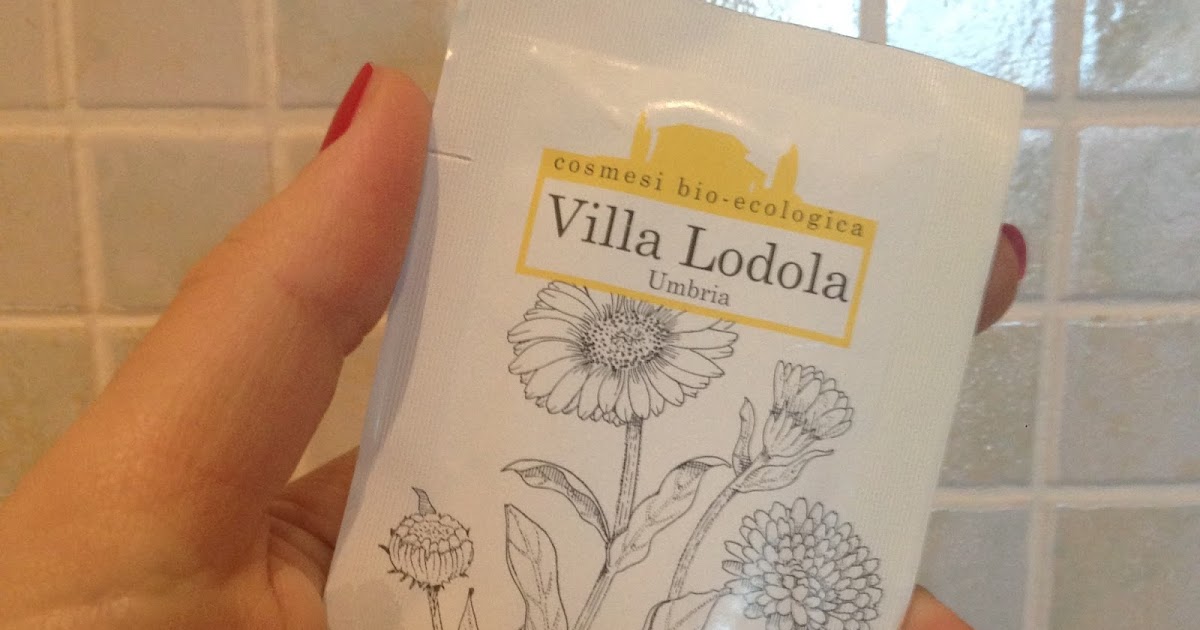 cosmesi bio-ecologica
Villa Lodola
Umbria